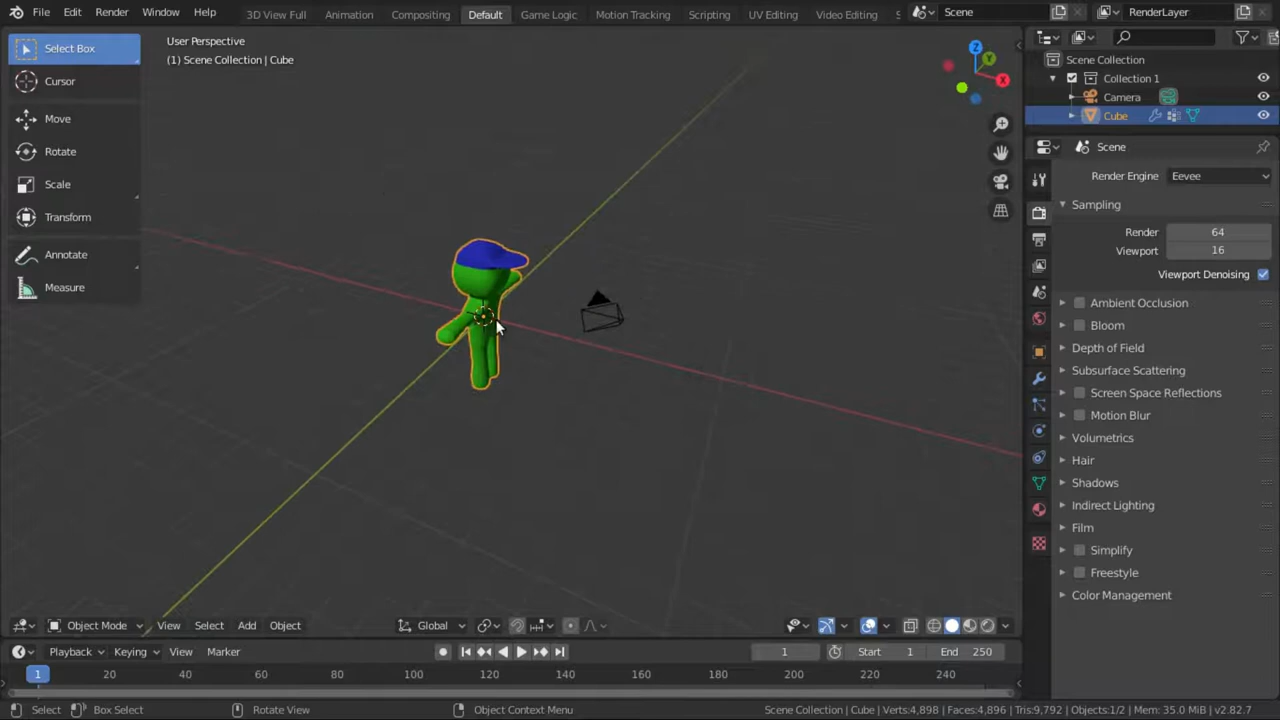 File Edit Render Window Help 3D View Full Animation Compositing Default Game Logic Motion Tracking Scripting UV Editing Video Editing Scene RenderLayer
Select Box
Cursor
Move
Rotate
Scale
Transform
Annotate
Measure
User Perspective
(1) Scene Collection | Cube
Z
Y
X
Scene Collection
Collection 1
Camera
Cube
Scene
Render Engine Eevee
Sampling
Render 64
Viewport 16
Viewport Denoising
Ambient Occlusion
Bloom
Depth of Field
Subsurface Scattering
Screen Space Reflections
Motion Blur
Volumetrics
Hair
Shadows
Indirect Lighting
Film
Simplify
Freestyle
Color Management
Object Mode View Select Add Object Global
Playback Keying View Marker 1 Start 1 End 250
1 20 40 60 80 100 120 140 160 180 200 220 240
Select Box Select Rotate View Object Context Menu Scene Collection | Cube | Verts:4,898 | Faces:4,896 | Tris:9,792 | Objects:1/2 | Mem: 35.0 MiB | v2.82.7